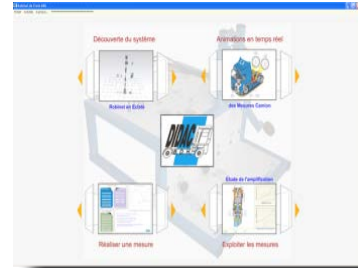 Découverte du système
Animations en temps réel
Robinet en Eclaté
des Mesures Camion
DIDAC
Etude de l'amplification
Réaliser une mesure
Exploiter les mesures